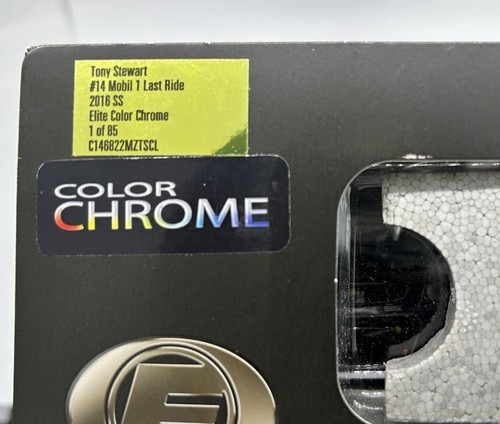 Tony Stewart
#14 Mobil 1 Last Ride
2016 SS
Elite Color Chrome
1 of 85
C146822MZTSCL
COLOR
CHROME
E